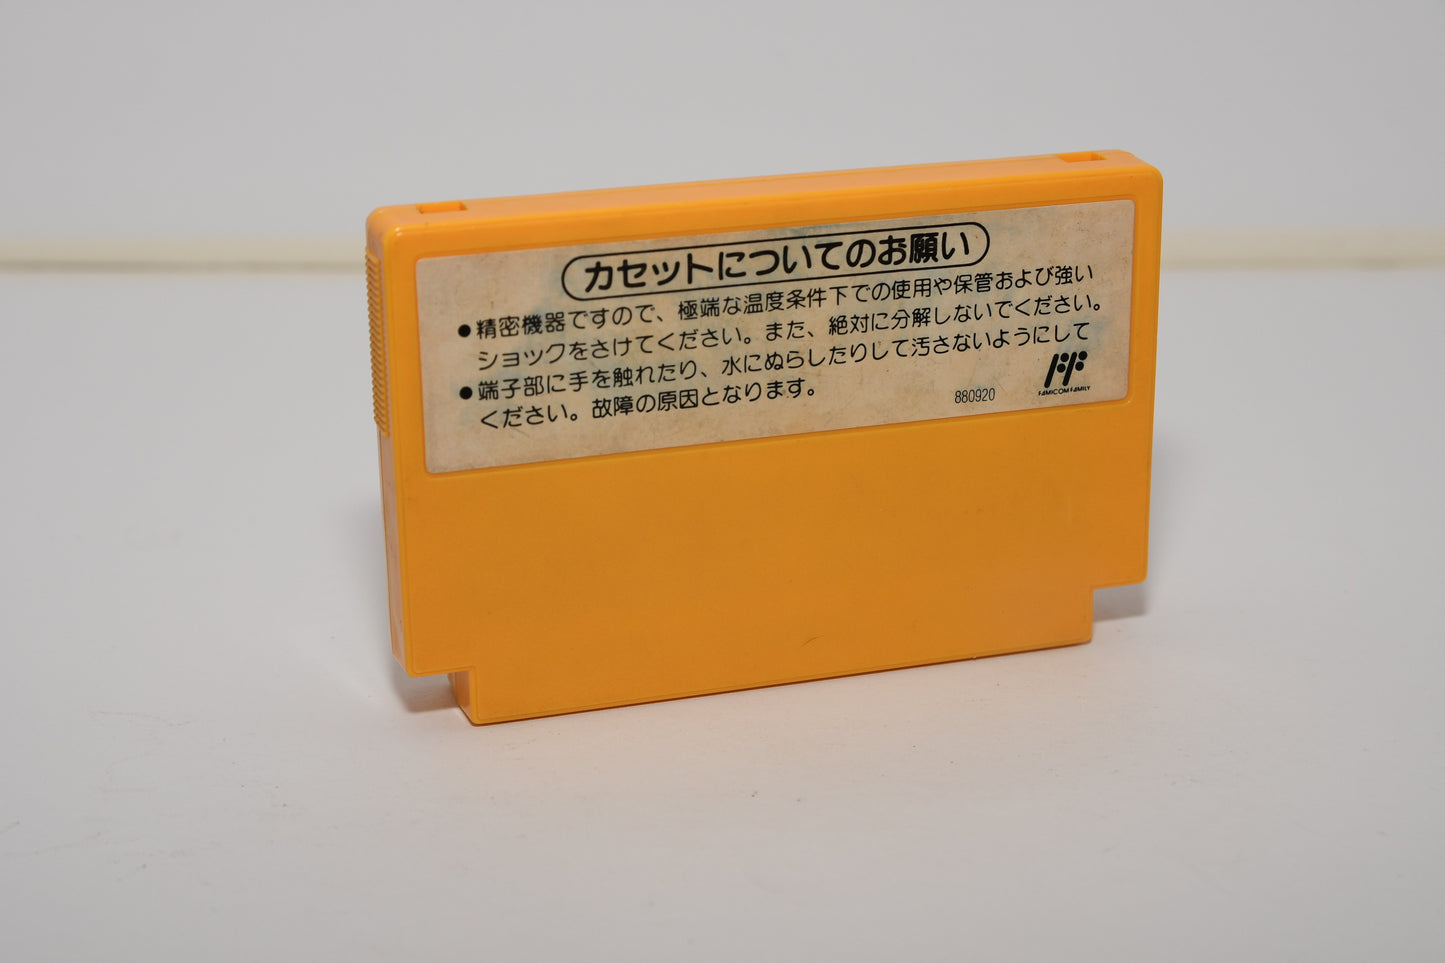 カセットについてのお願い
●精密機器ですので、極端な温度条件下での使用や保管および強い
ショックをさけてください。また、絶対に分解しないでください。
●端子部に手を触れたり、水にぬらしたりして汚さないようにして
ください。故障の原因となります。
880920
FAMICOM FAMILY